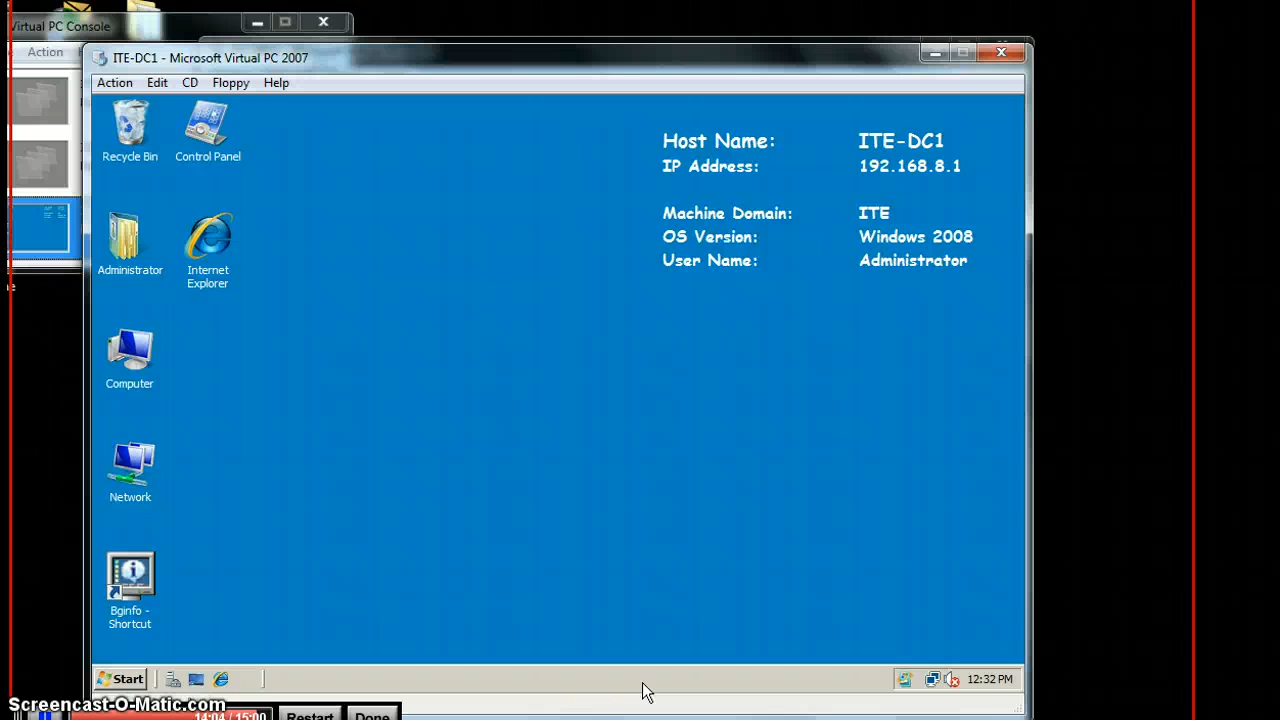 Virtual PC Console
Action
ITE-DC1 - Microsoft Virtual PC 2007
Action Edit CD Floppy Help
Recycle Bin
Control Panel
Host Name: ITE-DC1
IP Address: 192.168.8.1
Machine Domain: ITE
OS Version: Windows 2008
User Name: Administrator
Administrator
Internet
Explorer
Computer
Network
Bginfo -
Shortcut
Start
12:32 PM
Screencast-O-Matic.com
14:04 / 15:00 Restart Done